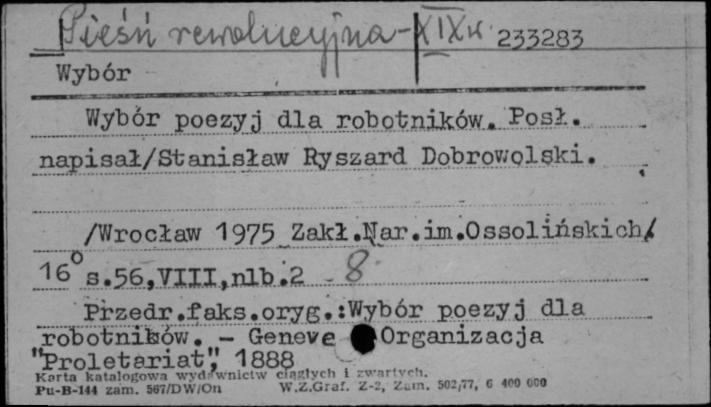 Pieśń rewolucyjna - XIX w. 233283
Wybór
Wybór poezyj dla robotników. Posł.
napisał/Stanisław Ryszard Dobrowolski.
/Wrocław 1975 Zakł.Nar.im.Ossolińskich/
16° s.56,VIII,nlb.2 - 8
Przedr.faks.oryg.:Wybór poezyj dla
robotników. - Geneve Organizacja
"Proletariat", 1888
Karta katalogowa wydawnictw ciągłych i zwartych.
Pu-B-144 zam. 567/DW/On W.Z.Graf. Z-2, Zam. 502/77, 6 400 000